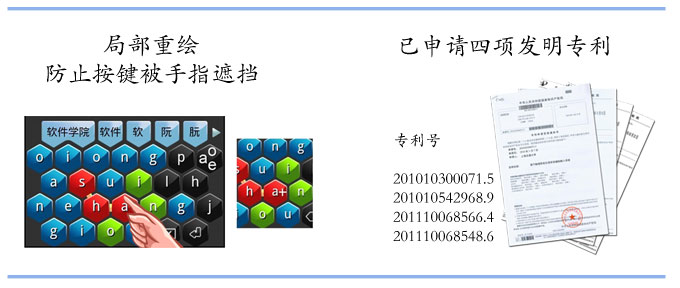 局部重绘
防止按键被手指遮挡
软件学院 软件 软 阮 朊
o i o n g p a o e
a s u i l h
n e h a n g j
g i o
o n g
s u i
h a+ n
o u
已申请四项发明专利
专利号
201010300071.5
201010542968.9
201110068566.4
201110068548.6